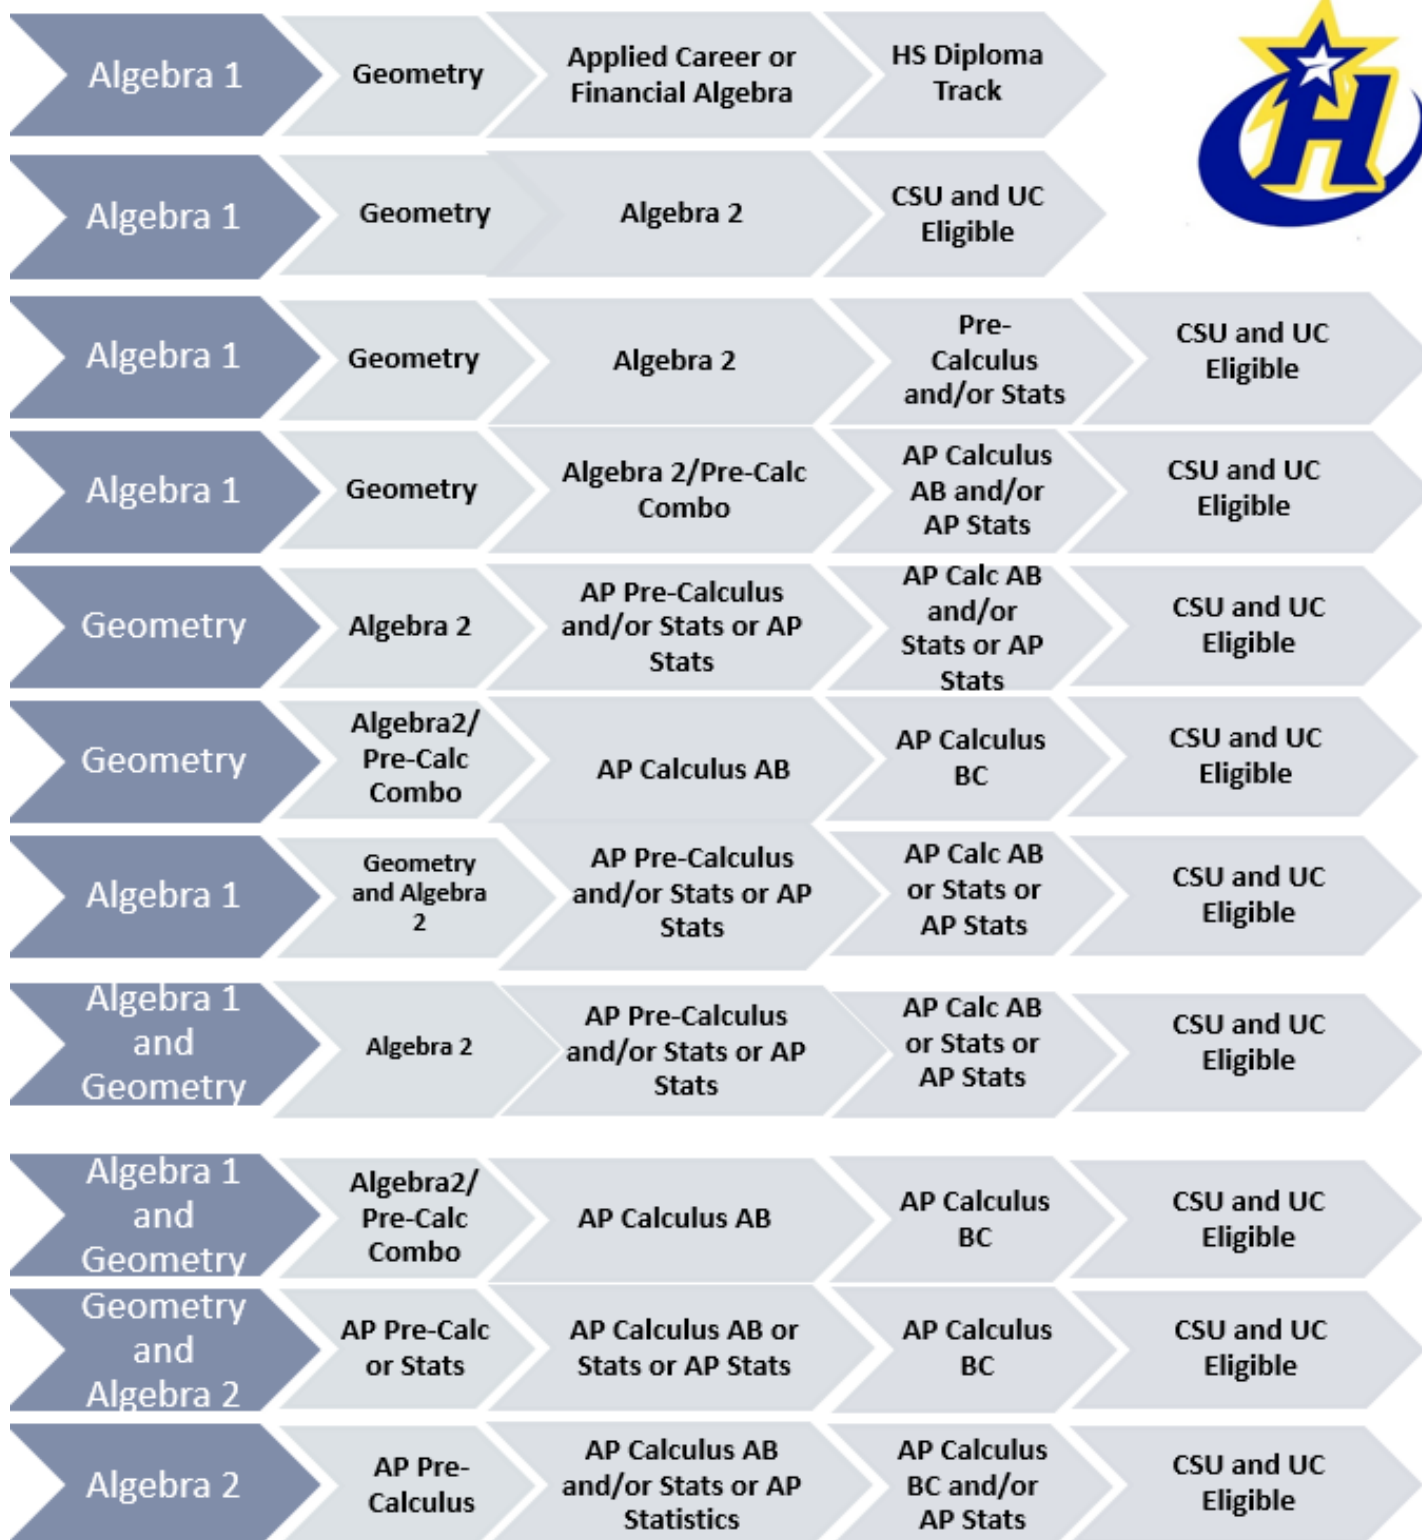 Algebra 1
Geometry
Applied Career or
Financial Algebra
HS Diploma
Track
H
Algebra 1
Geometry
Algebra 2
CSU and UC
Eligible
Algebra 1
Geometry
Algebra 2
Pre-
Calculus
and/or Stats
CSU and UC
Eligible
Algebra 1
Geometry
Algebra 2/Pre-Calc
Combo
AP Calculus
AB and/or
AP Stats
CSU and UC
Eligible
Geometry
Algebra 2
AP Pre-Calculus
and/or Stats or AP
Stats
AP Calc AB
and/or
Stats or AP
Stats
CSU and UC
Eligible
Geometry
Algebra2/
Pre-Calc
Combo
AP Calculus AB
AP Calculus
BC
CSU and UC
Eligible
Algebra 1
Geometry
and Algebra
2
AP Pre-Calculus
and/or Stats or AP
Stats
AP Calc AB
or Stats or
AP Stats
CSU and UC
Eligible
Algebra 1
and
Geometry
Algebra 2
AP Pre-Calculus
and/or Stats or AP
Stats
AP Calc AB
or Stats or
AP Stats
CSU and UC
Eligible
Algebra 1
and
Geometry
Algebra2/
Pre-Calc
Combo
AP Calculus AB
AP Calculus
BC
CSU and UC
Eligible
Geometry
and
Algebra 2
AP Pre-Calc
or Stats
AP Calculus AB or
Stats or AP Stats
AP Calculus
BC
CSU and UC
Eligible
Algebra 2
AP Pre-
Calculus
AP Calculus AB
and/or Stats or AP
Statistics
AP Calculus
BC and/or
AP Stats
CSU and UC
Eligible